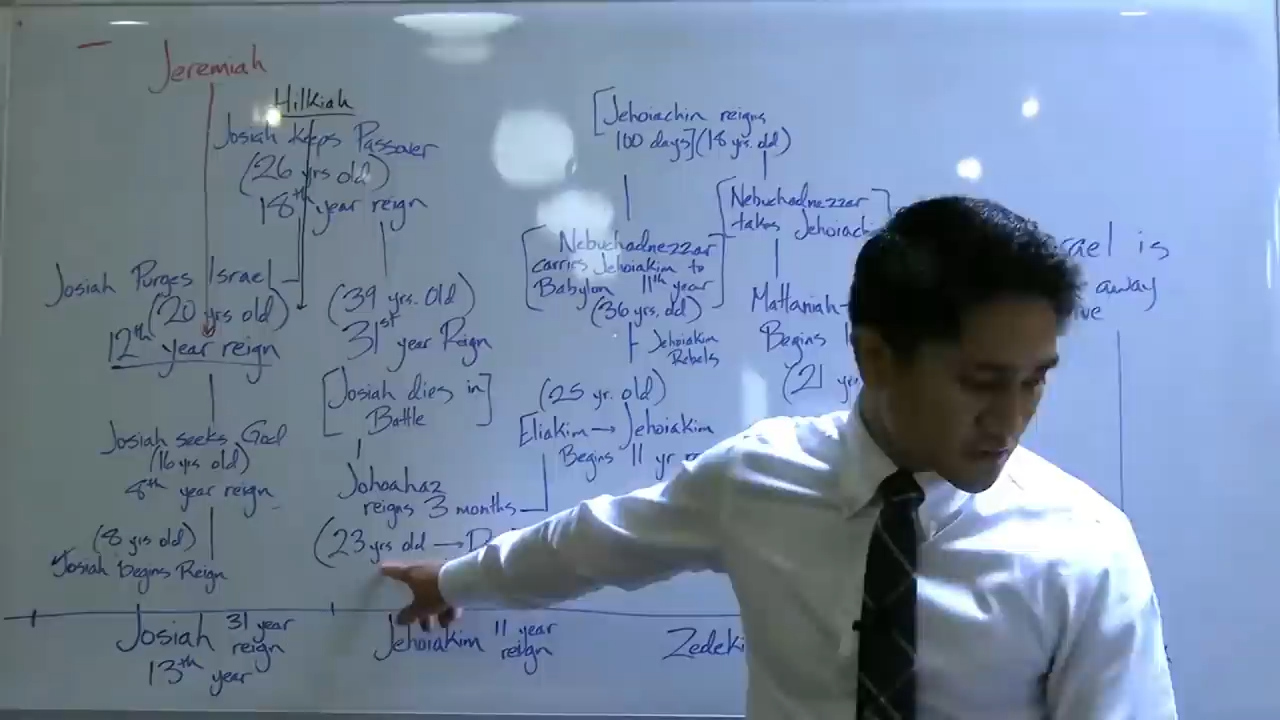 Jeremiah
Hilkiah
Josiah Keeps Passover
(26 yrs old)
18th year reign
Josiah Purges Israel
(20 yrs old)
12th year reign
Josiah seeks God
(16 yrs old)
8th year reign
(8 yrs old)
Josiah Begins Reign
(39 yrs. Old)
31st year Reign
[Josiah dies in]
Battle
Johoahaz
reigns 3 months
(23 yrs old →
[Jehoiachin reigns
100 days] (18 yrs. old)
[Nebuchadnezzar]
takes
[Nebuchadnezzar
carries Jehoiakim to
Babylon 11th year]
(36 yrs. old)
Jehoiakim
Rebels
(25 yr. old)
Eliakim → Jehoiakim
Begins 11 yr
Mattaniah
Begins
(21
is
away
Josiah 31 year
reign
13th year
Jehoiakim 11 year
reign